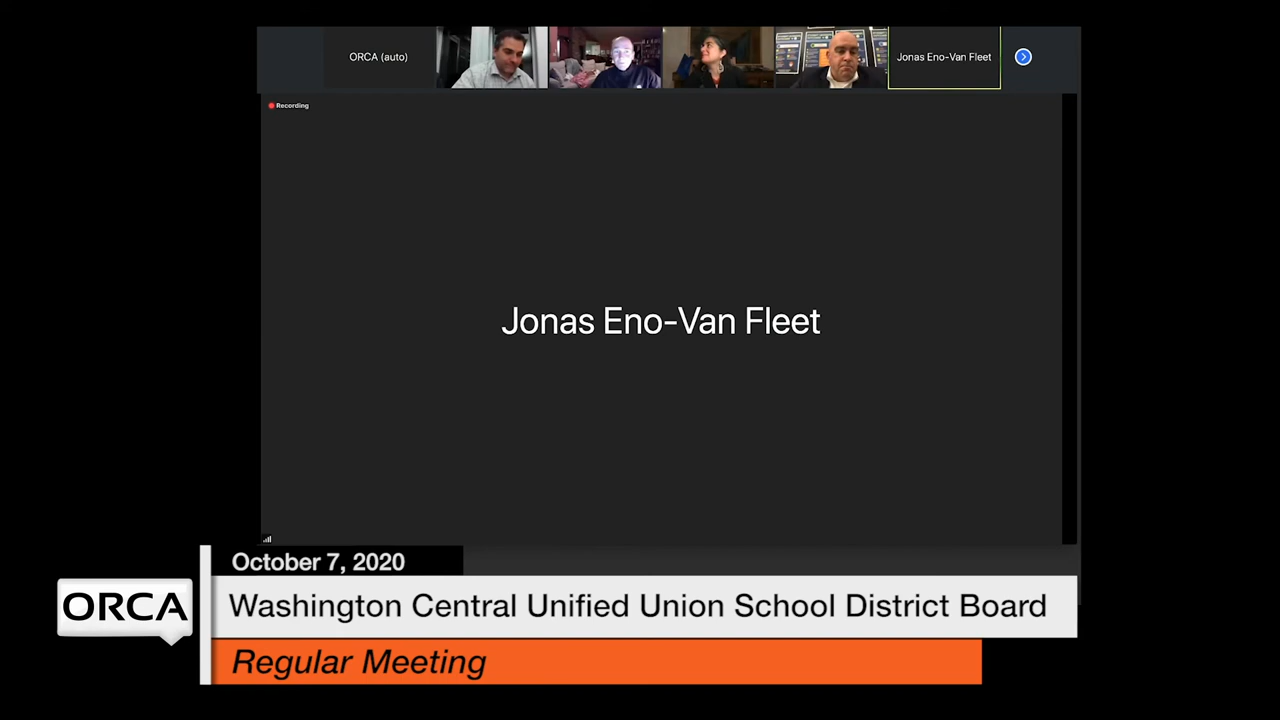 ORCA (auto)
Jonas Eno-Van Fleet
Recording
Jonas Eno-Van Fleet
October 7, 2020
ORCA
Washington Central Unified Union School District Board
Regular Meeting